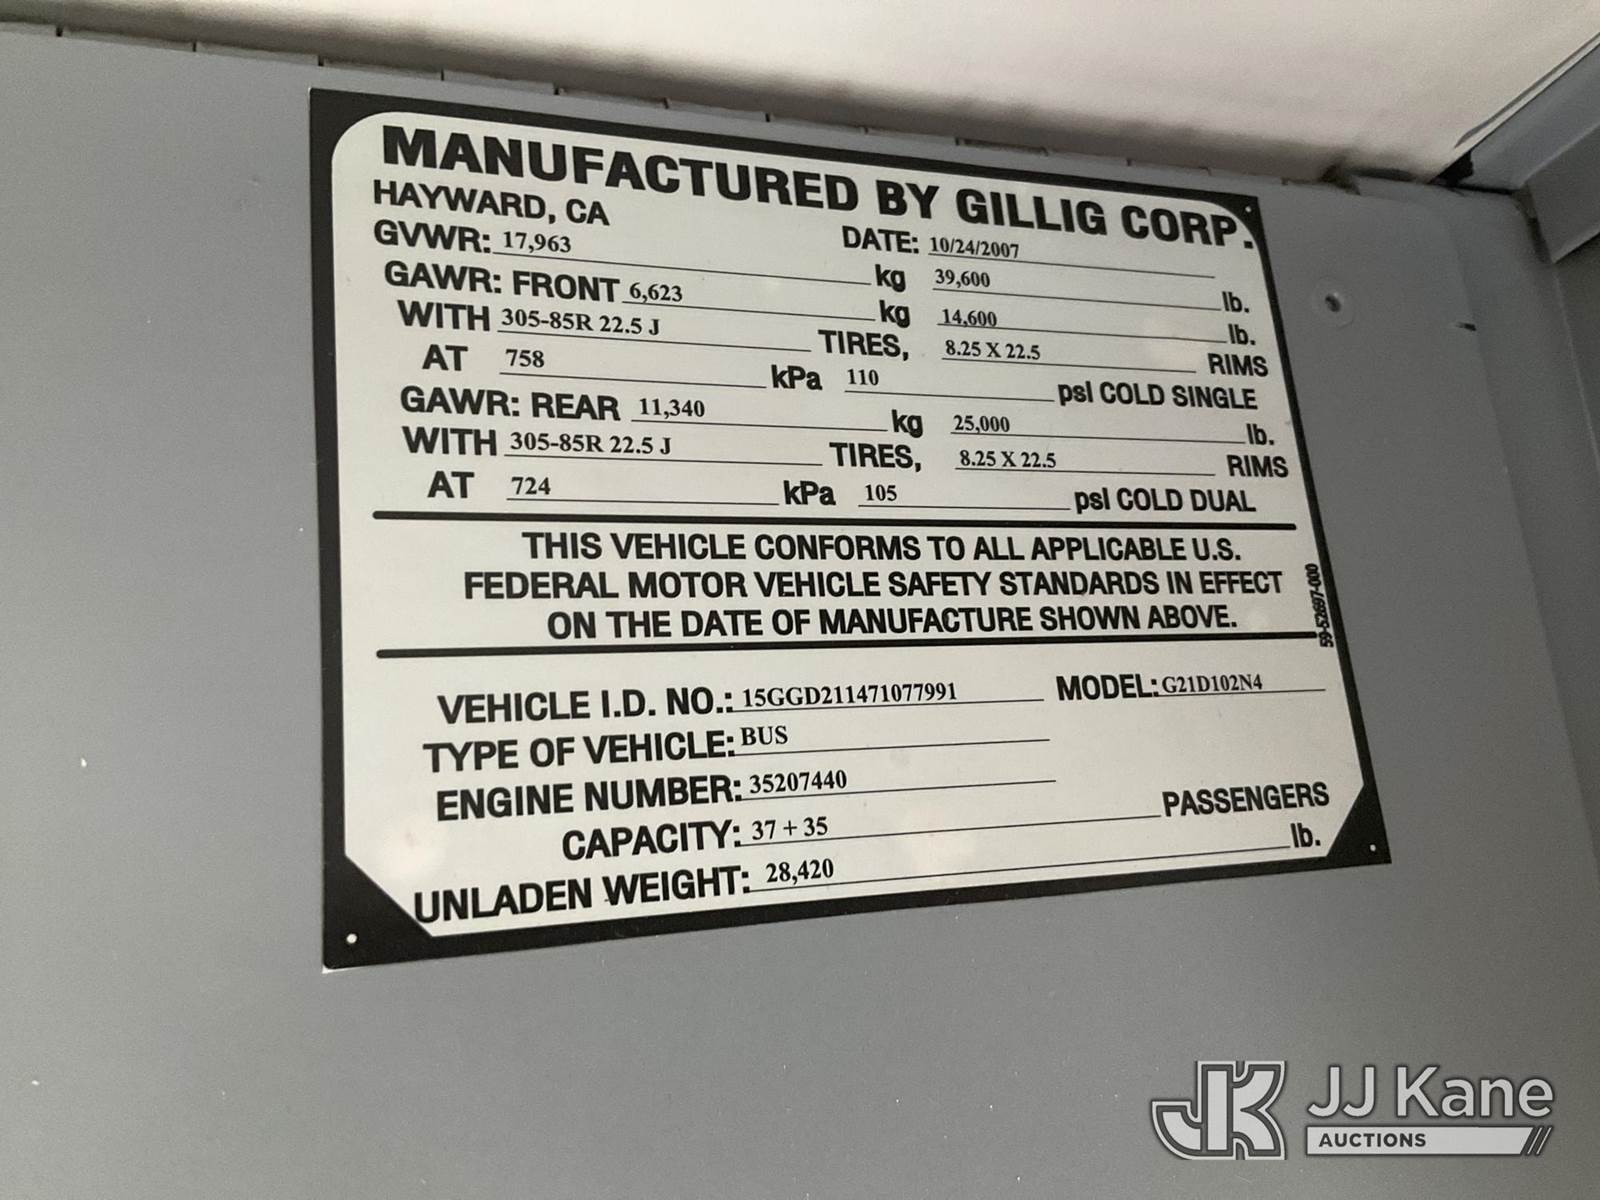 MANUFACTURED BY GILLIG CORP.
HAYWARD, CA
DATE: 10/24/2007
GVWR: 17,963 kg 39,600 lb.
GAWR: FRONT 6,623 kg 14,600 lb.
WITH 305-85R 22.5 J TIRES, 8.25 X 22.5 RIMS
AT 758 kPa 110 psI COLD SINGLE
GAWR: REAR 11,340 kg 25,000 lb.
WITH 305-85R 22.5 J TIRES, 8.25 X 22.5 RIMS
AT 724 kPa 105 psI COLD DUAL
THIS VEHICLE CONFORMS TO ALL APPLICABLE U.S.
FEDERAL MOTOR VEHICLE SAFETY STANDARDS IN EFFECT
ON THE DATE OF MANUFACTURE SHOWN ABOVE.
59-52697-000
VEHICLE I.D. NO.: 15GGD211471077991 MODEL: G21D102N4
TYPE OF VEHICLE: BUS
ENGINE NUMBER: 35207440
CAPACITY: 37 + 35 PASSENGERS
UNLADEN WEIGHT: 28,420 lb.
JK JJ Kane
AUCTIONS